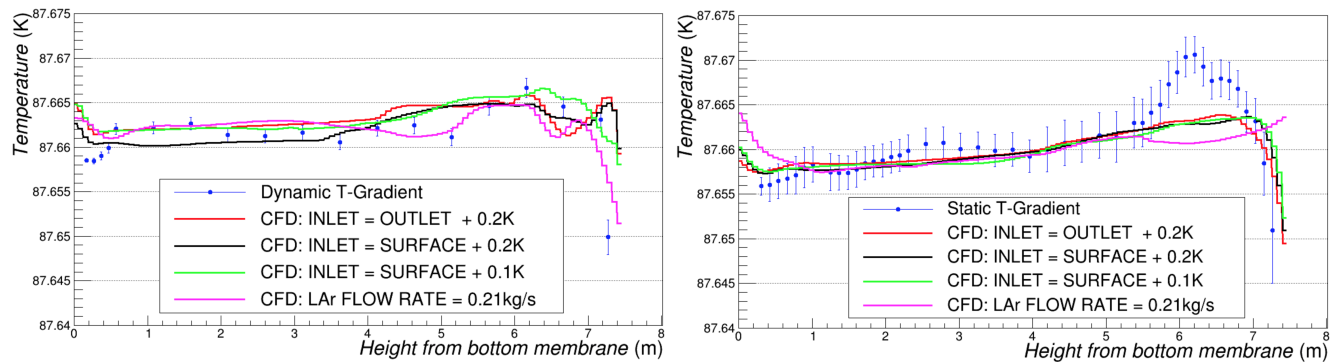 Temperature (K)
87.675
87.67
87.665
87.66
87.655
87.65
87.645
87.64
Dynamic T-Gradient
CFD: INLET = OUTLET + 0.2K
CFD: INLET = SURFACE + 0.2K
CFD: INLET = SURFACE + 0.1K
CFD: LAr FLOW RATE = 0.21kg/s
0 1 2 3 4 5 6 7 8
Height from bottom membrane (m)
Temperature (K)
87.675
87.67
87.665
87.66
87.655
87.65
87.645
87.64
Static T-Gradient
CFD: INLET = OUTLET + 0.2K
CFD: INLET = SURFACE + 0.2K
CFD: INLET = SURFACE + 0.1K
CFD: LAr FLOW RATE = 0.21kg/s
0 1 2 3 4 5 6 7 8
Height from bottom membrane (m)